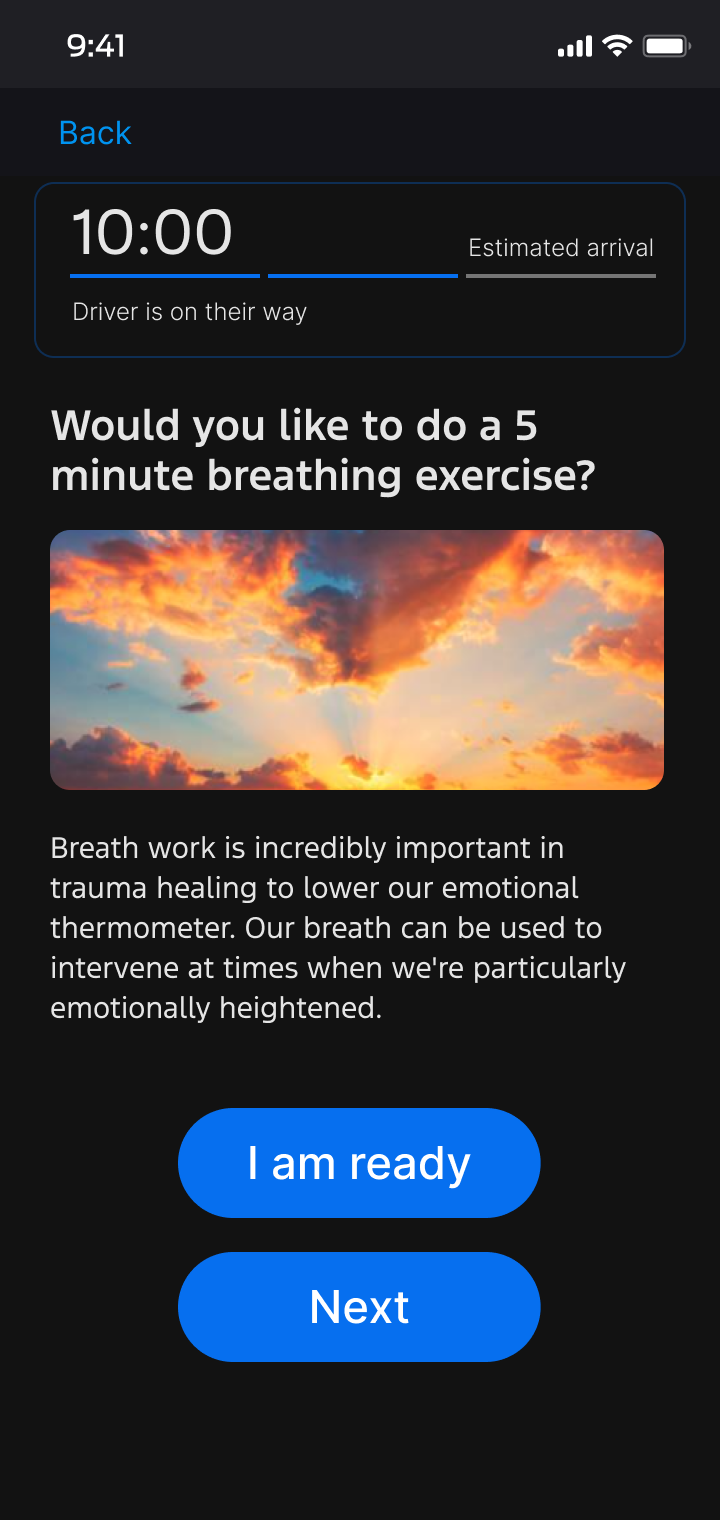 9:41
Back
10:00
Estimated arrival
Driver is on their way
Would you like to do a 5
minute breathing exercise?
Breath work is incredibly important in
trauma healing to lower our emotional
thermometer. Our breath can be used to
intervene at times when we're particularly
emotionally heightened.
I am ready
Next